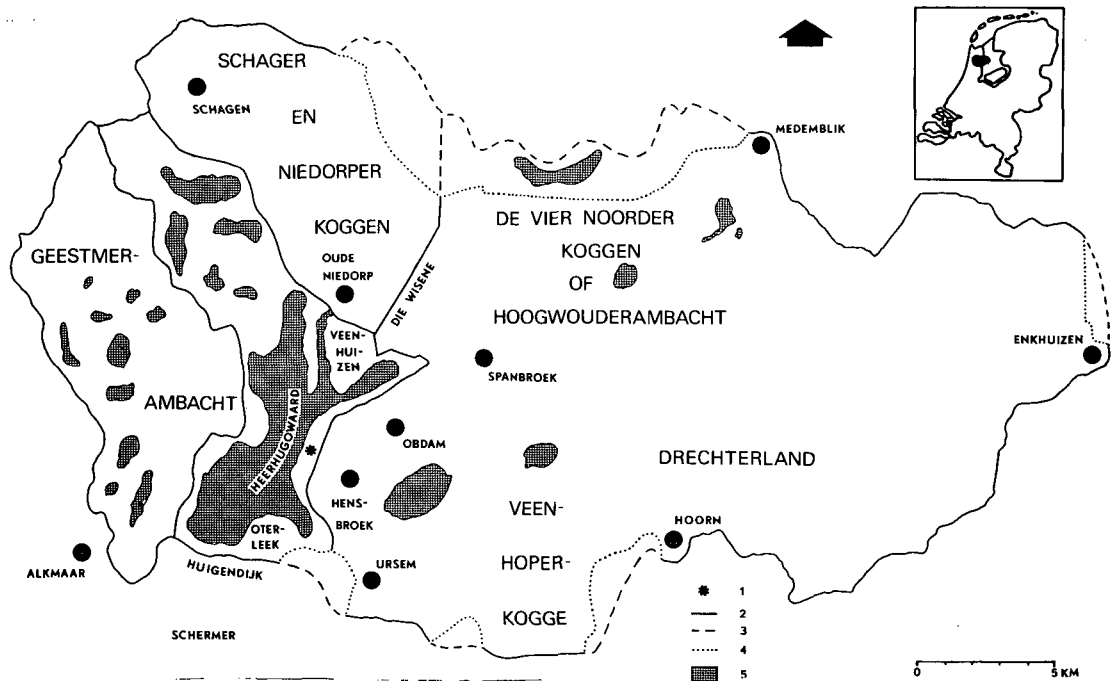 SCHAGER
SCHAGEN
EN
NIEDORPER
KOGGEN
OUDE
NIEDORP
DIE WISENE
VEEN-
HUI-
ZEN
GEESTMER-
AMBACHT
HEERHUGOWAARD
OTER-
LEEK
HUIGENDIJK
ALKMAAR
SCHERMER
MEDEMBLIK
DE VIER NOORDER
KOGGEN
OF
HOOGWOUDERAMBACHT
SPANBROEK
ENKHUIZEN
OBDAM
HENS-
BROEK
URSEM
DRECHTERLAND
VEEN-
HOPER-
KOGGE
HOORN
1
2
3
4
5
0 5 KM